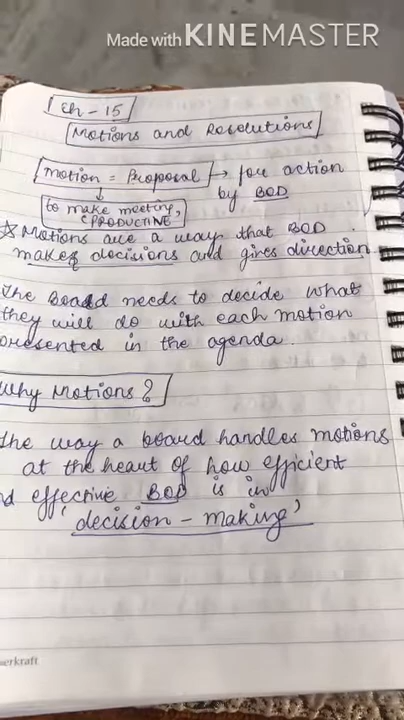 Made with KINEMASTER
Ch - 15
Motions and Resolutions
Motion = Proposal → for action
by BOD
to make meeting,
PRODUCTIVE
* Motions are a way that BOD
makes decisions and gives direction
The Board needs to decide what
they will do with each motion
presented in the agenda.
Why Motions?
The way a board handles motions
at the heart of how efficient
effective BOD is in
'decision - making'
erkraft